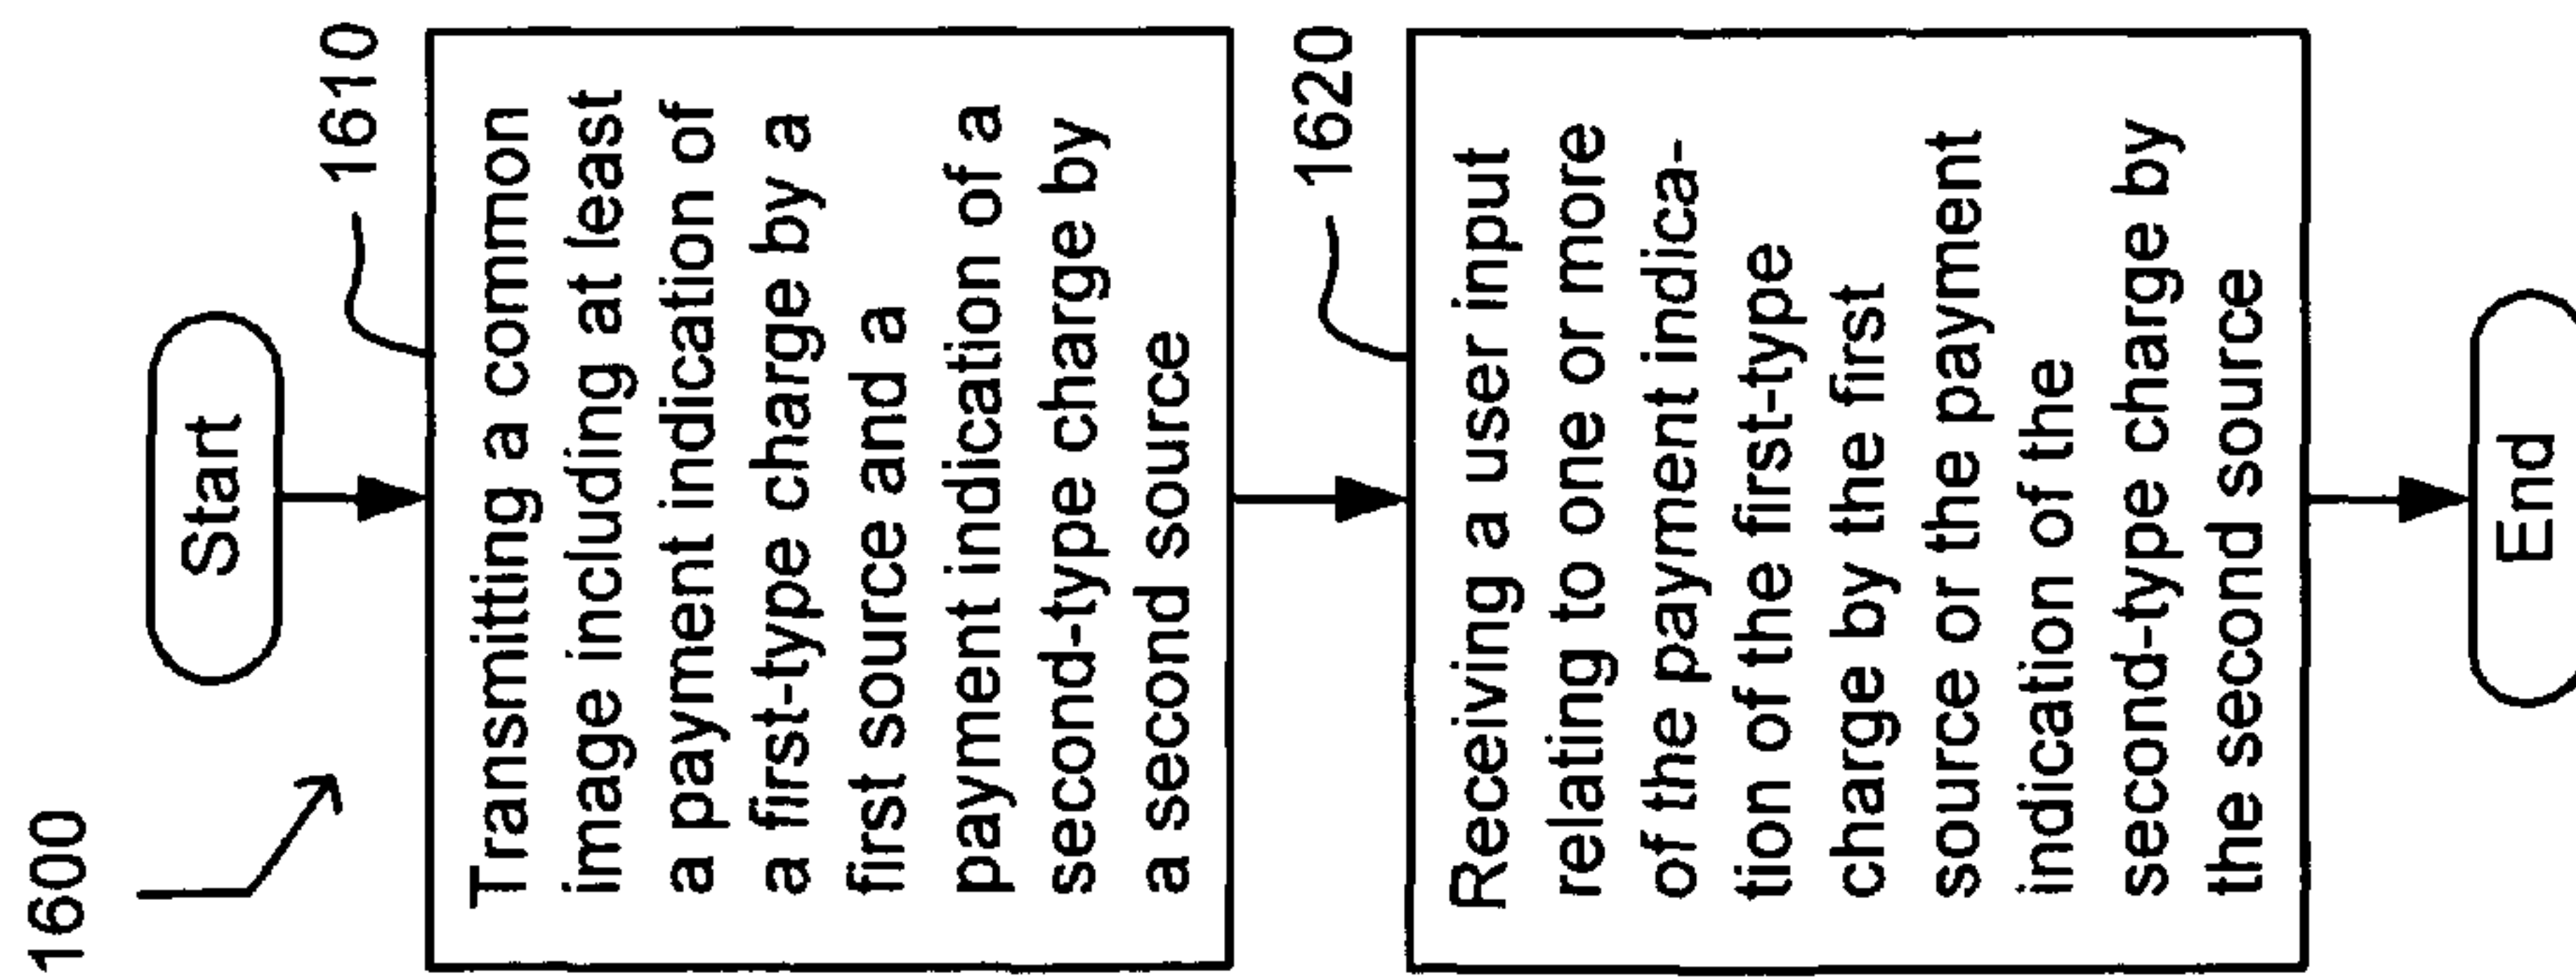 1600
Start
1610
Transmitting a common
image including at least
a payment indication of
a first-type charge by a
first source and a
payment indication of a
second-type charge by
a second source
1620
Receiving a user input
relating to one or more
of the payment indica-
tion of the first-type
charge by the first
source or the payment
indication of the
second-type charge by
the second source
End